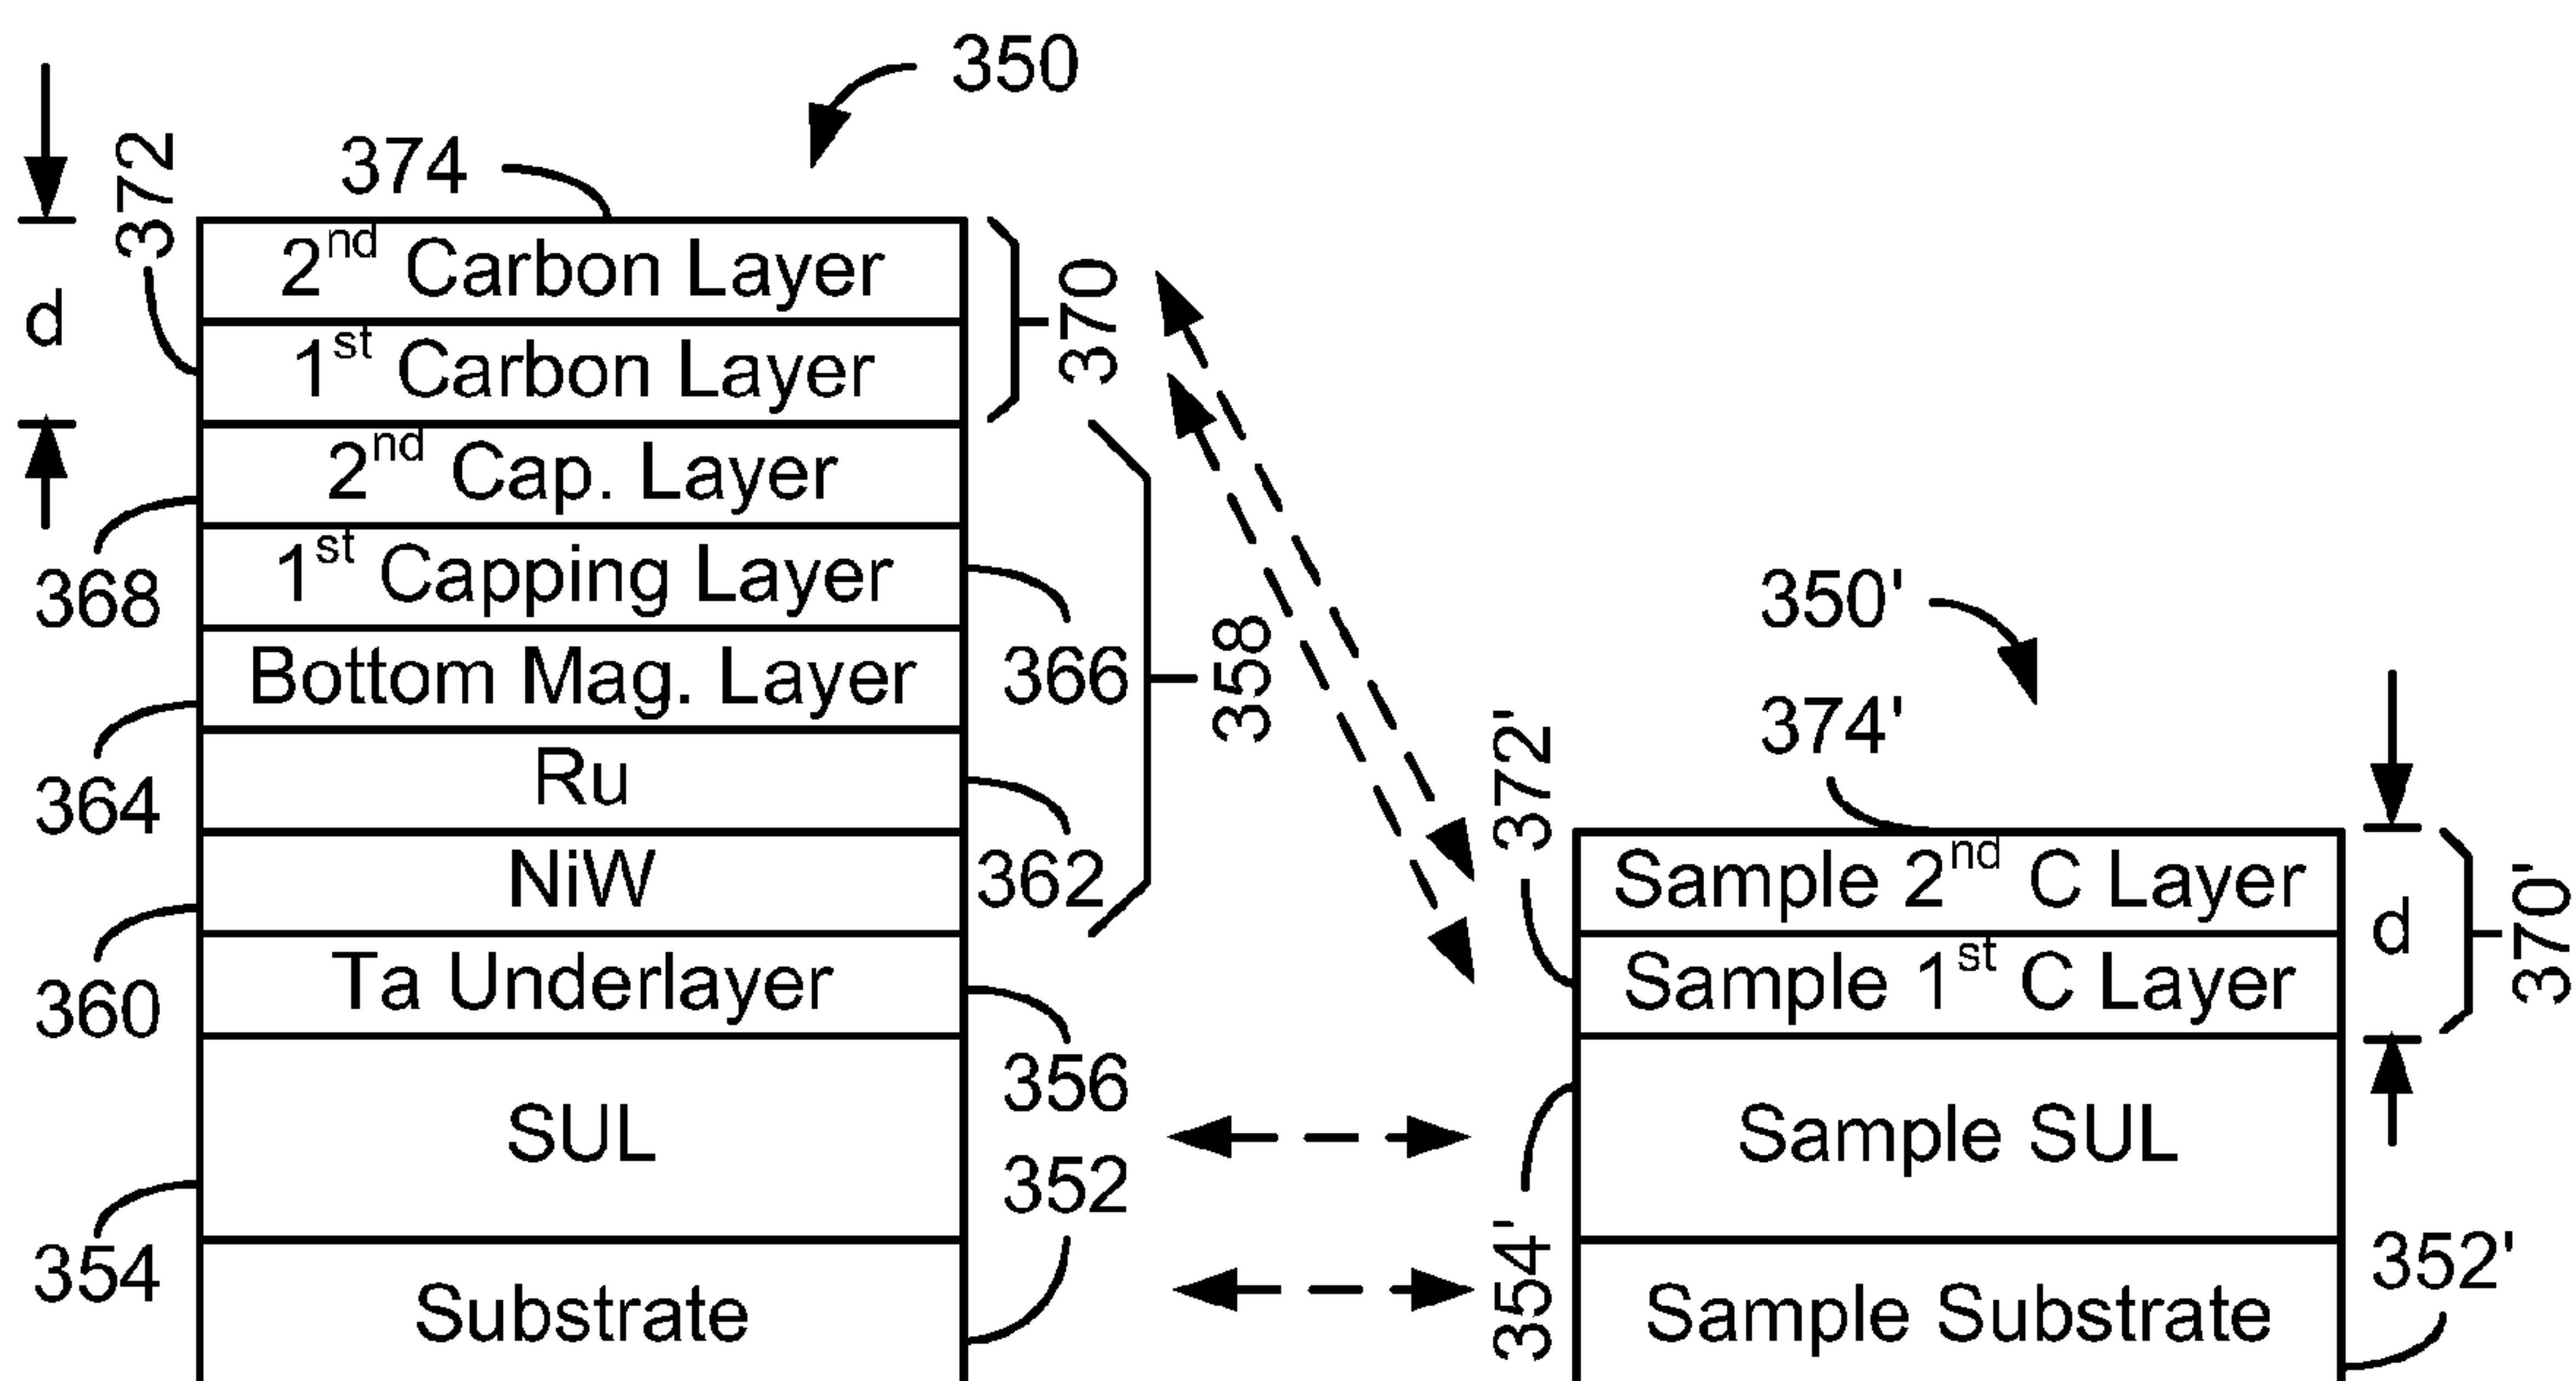 350
374
372
d
2nd Carbon Layer
1st Carbon Layer
370
2nd Cap. Layer
368
1st Capping Layer
366
Bottom Mag. Layer
364
358
Ru
362
NiW
360
Ta Underlayer
356
SUL
354
Substrate
352
350'
374'
372'
Sample 2nd C Layer
Sample 1st C Layer
d
370'
Sample SUL
354'
Sample Substrate
352'